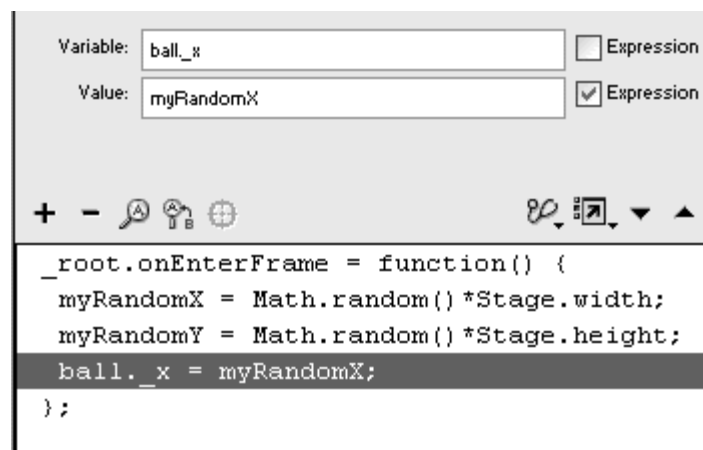 Variable: ball._x Expression
Value: myRandomX Expression
_root.onEnterFrame = function() {
myRandomX = Math.random()*Stage.width;
myRandomY = Math.random()*Stage.height;
ball._x = myRandomX;
};